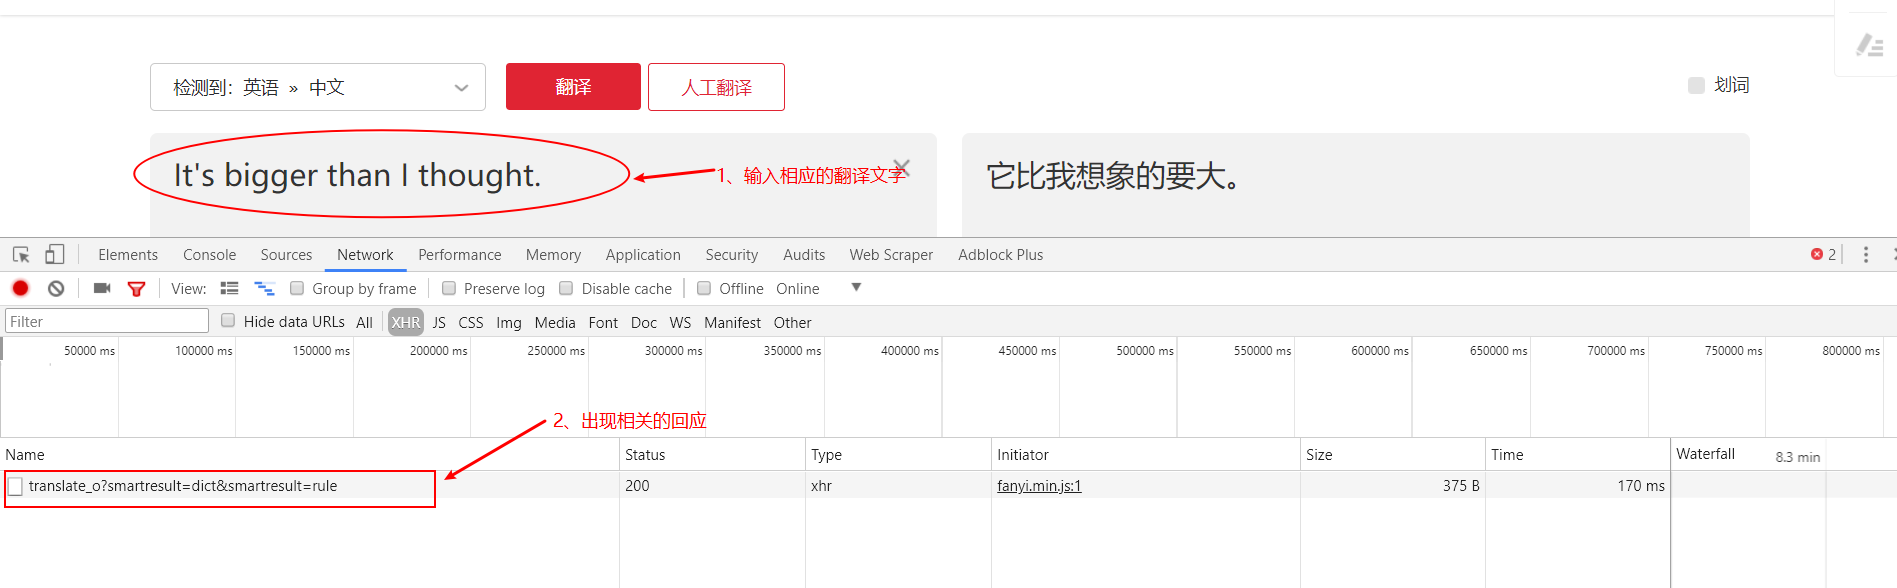 检测到：英语 » 中文
翻译
人工翻译
划词
It's bigger than I thought.
1、输入相应的翻译文字
它比我想象的要大。
Elements Console Sources Network Performance Memory Application Security Audits Web Scraper Adblock Plus 2
View: Group by frame Preserve log Disable cache Offline Online
Filter Hide data URLs All XHR JS CSS Img Media Font Doc WS Manifest Other
50000 ms 100000 ms 150000 ms 200000 ms 250000 ms 300000 ms 350000 ms 400000 ms 450000 ms 500000 ms 550000 ms 600000 ms 650000 ms 700000 ms 750000 ms 800000 ms
2、出现相关的回应
Name Status Type Initiator Size Time Waterfall 8.3 min
translate_o?smartresult=dict&smartresult=rule 200 xhr fanyi.min.js:1 375 B 170 ms